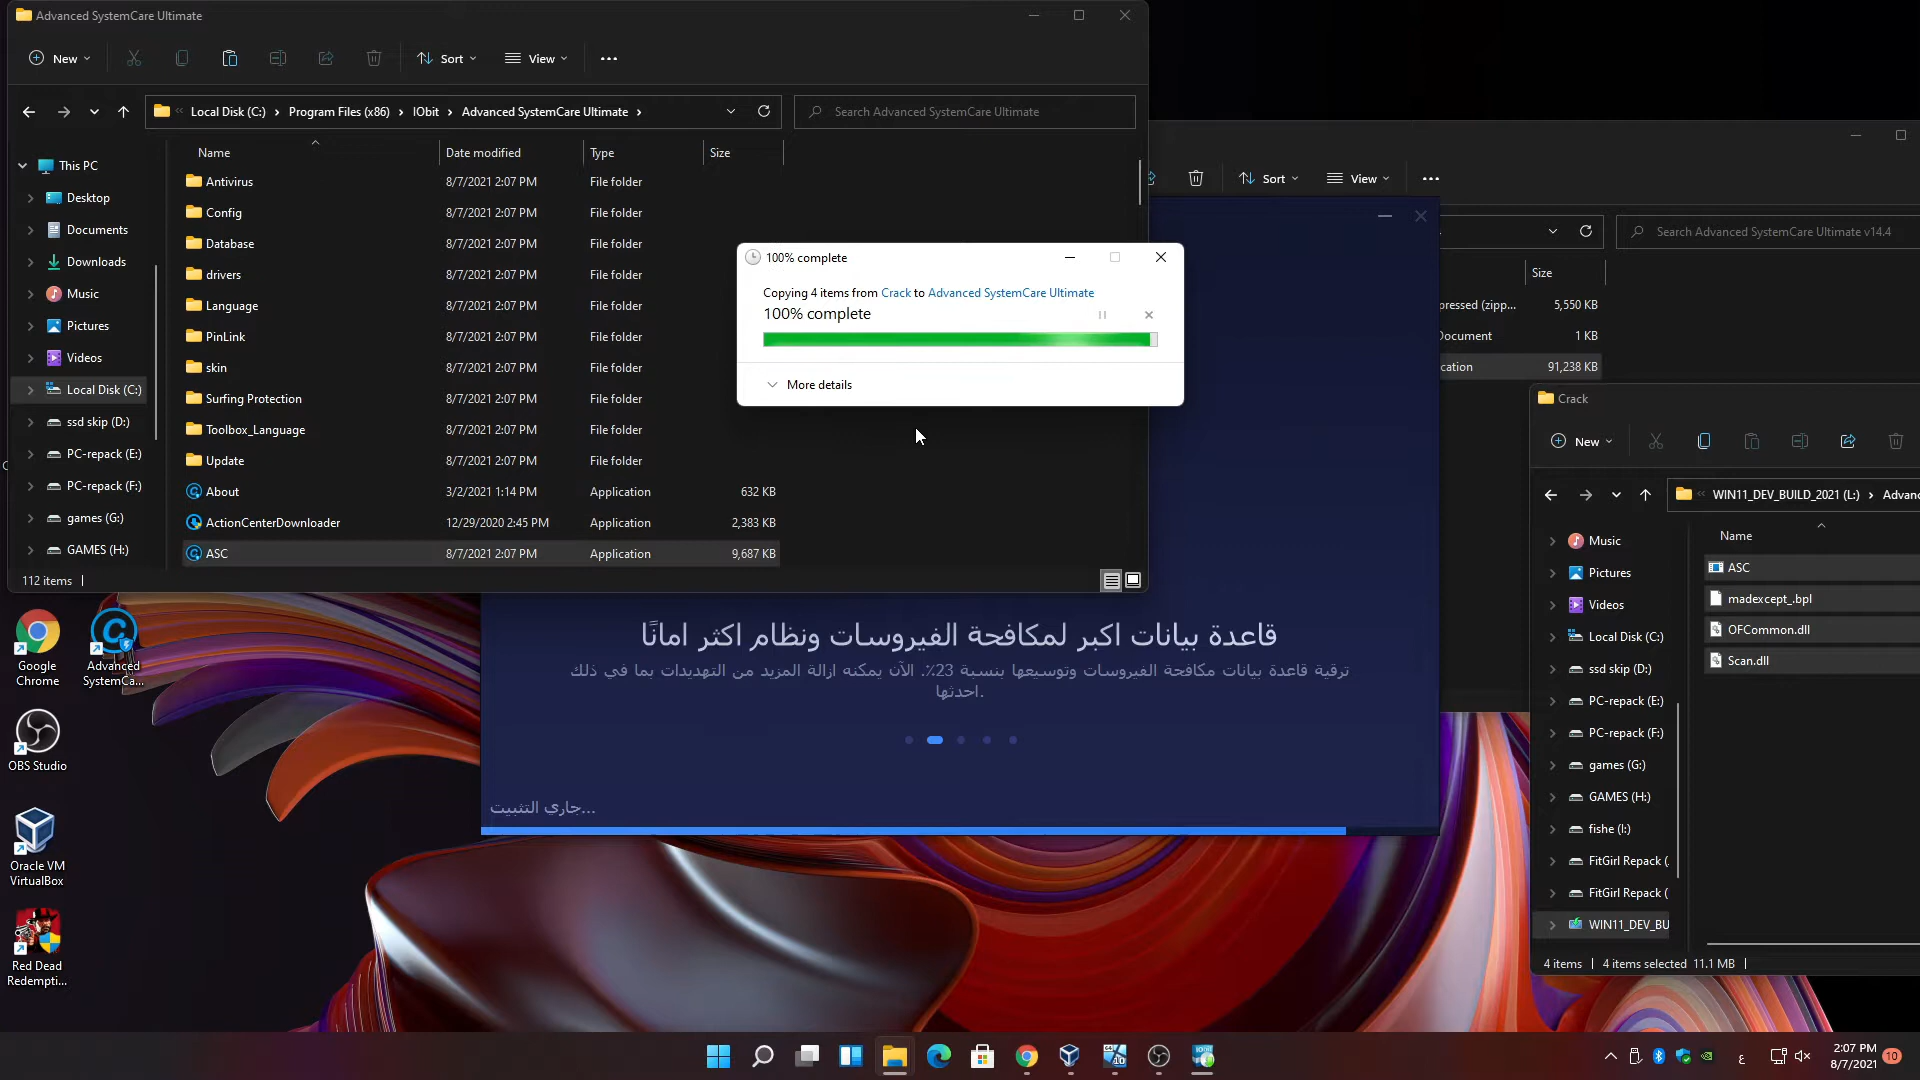 Advanced SystemCare Ultimate
New
Sort
View
Local Disk (C:) › Program Files (x86) › IObit › Advanced SystemCare Ultimate ›
Search Advanced SystemCare Ultimate
Name Date modified Type Size
This PC
Desktop
Documents
Downloads
Music
Pictures
Videos
Local Disk (C:)
ssd skip (D:)
PC-repack (E:)
PC-repack (F:)
games (G:)
GAMES (H:)
Antivirus 8/7/2021 2:07 PM File folder
Config 8/7/2021 2:07 PM File folder
Database 8/7/2021 2:07 PM File folder
drivers 8/7/2021 2:07 PM File folder
Language 8/7/2021 2:07 PM File folder
PinLink 8/7/2021 2:07 PM File folder
skin 8/7/2021 2:07 PM File folder
Surfing Protection 8/7/2021 2:07 PM File folder
Toolbox_Language 8/7/2021 2:07 PM File folder
Update 8/7/2021 2:07 PM File folder
About 3/2/2021 1:14 PM Application 632 KB
ActionCenterDownloader 12/29/2020 2:45 PM Application 2,383 KB
ASC 8/7/2021 2:07 PM Application 9,687 KB
112 items
100% complete
Copying 4 items from Crack to Advanced SystemCare Ultimate
100% complete
More details
Sort
View
Search Advanced SystemCare Ultimate v14.4
Size
pressed (zipp... 5,550 KB
Document 1 KB
cation 91,238 KB
Crack
New
WIN11_DEV_BUILD_2021 (L:) › Advanc
Name
Music
Pictures
Videos
Local Disk (C:)
ssd skip (D:)
PC-repack (E:)
PC-repack (F:)
games (G:)
GAMES (H:)
fishe (I:)
FitGirl Repack (
FitGirl Repack (
WIN11_DEV_BU
ASC
madexcept_.bpl
OFCommon.dll
Scan.dll
4 items
4 items selected 11.1 MB
قاعدة بيانات اكبر لمكافحة الفيروسات ونظام اكثر امانًا
ترقية قاعدة بيانات مكافحة الفيروسات وتوسيعها بنسبة 23٪. الآن يمكنه ازالة المزيد من التهديدات بما في ذلك
احدثها.
جاري التثبيت...
Google
Chrome
Advanced
SystemCa...
OBS Studio
Oracle VM
VirtualBox
Red Dead
Redempti...
ع
2:07 PM
8/7/2021
10